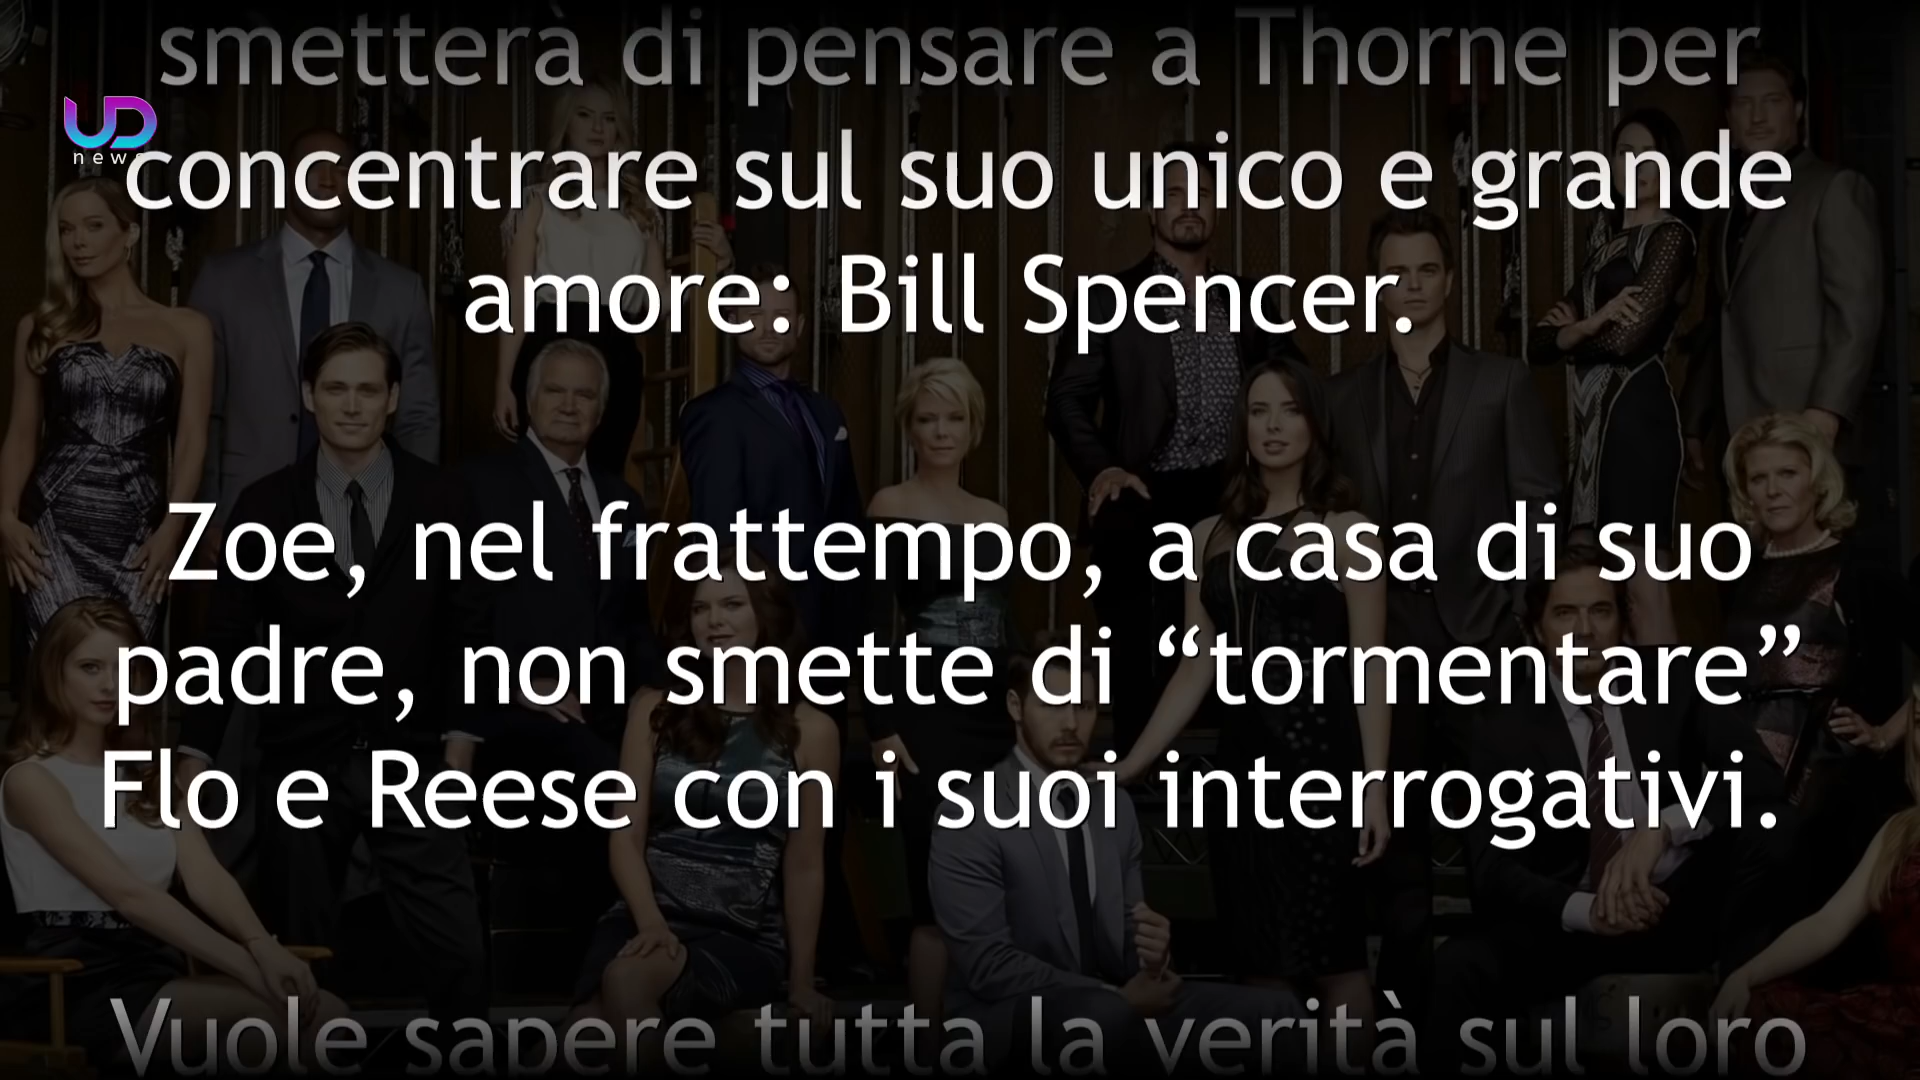 smetterà di pensare a Thorne per
UD
news
concentrare sul suo unico e grande
amore: Bill Spencer.
Zoe, nel frattempo, a casa di suo
padre, non smette di “tormentare”
Flo e Reese con i suoi interrogativi.
Vuole sapere tutta la verità sul loro